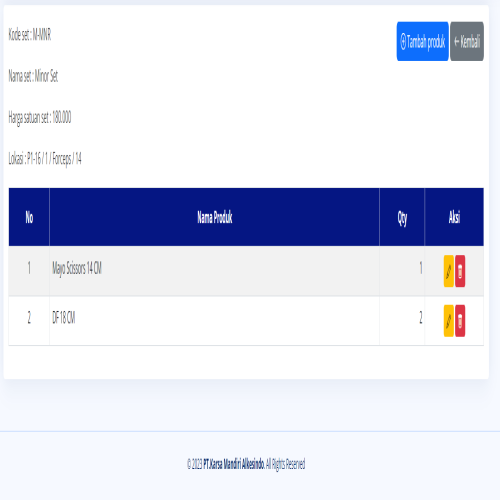 Kode set : M-MNR
Tambah produk
Kembali
Nama set : Minor Set
Harga satuan set : 180.000
Lokasi : P1-16 / 1 / Forceps / 14
No Nama Produk Qty Aksi
1 Mayo Scissors 14 CM 1
2 DF 18 CM 2
© 2023 PT.Karsa Mandiri Alkesindo. All Rights Reserved